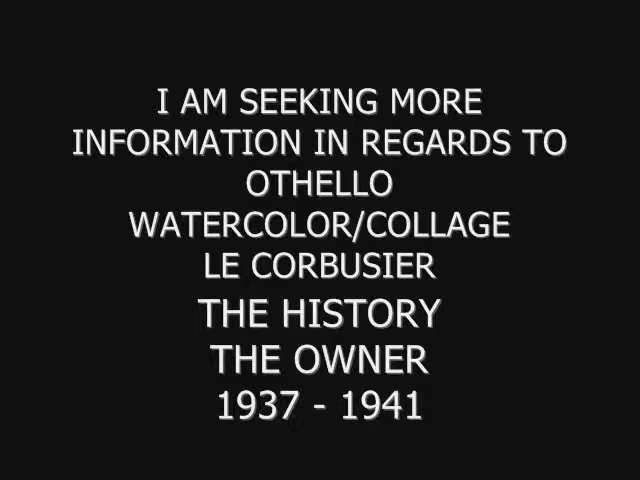 I AM SEEKING MORE
INFORMATION IN REGARDS TO
OTHELLO
WATERCOLOR/COLLAGE
LE CORBUSIER
THE HISTORY
THE OWNER
1937 - 1941